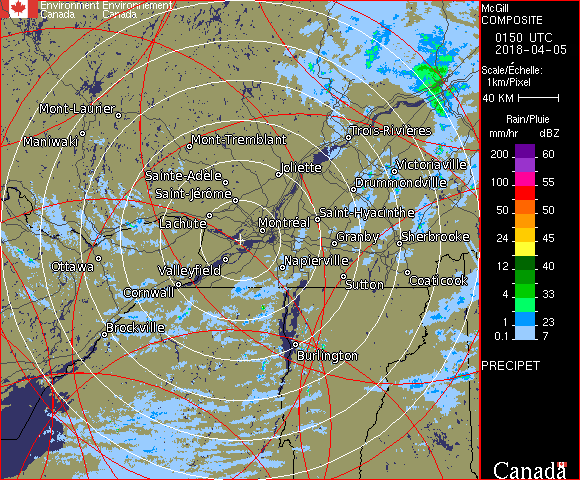 Environment Environnement
Canada Canada
McGill
COMPOSITE
0150 UTC
2018-04-05
Scale/Échelle:
1km/Pixel
40 KM
Rain/Pluie
mm/hr dBZ
200 60
150 55
100 55
50 50
24 45
12 40
4 33
1 23
0.1 7
PRECIPET
Canada
Mont-Laurier
Maniwaki
Mont-Tremblant
Trois-Rivières
Sainte-Adèle
Joliette
Victoriaville
Saint-Jérôme
Drummondville
Lachute
Montréal
Saint-Hyacinthe
Granby
Sherbrooke
Ottawa
Valleyfield
Napierville
Cornwall
Sutton
Coaticook
Brockville
Burlington